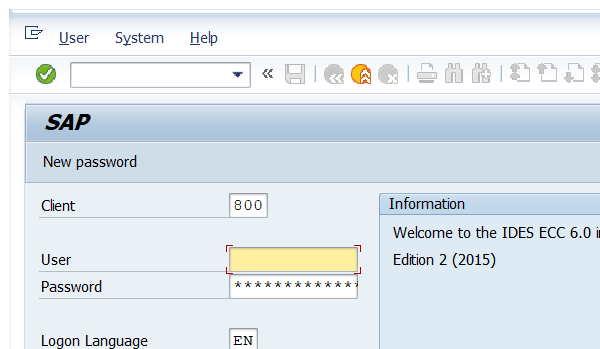 User System Help
SAP
New password
Client 800
Information
Welcome to the IDES ECC 6.0 i
User
Edition 2 (2015)
Password *************
Logon Language EN